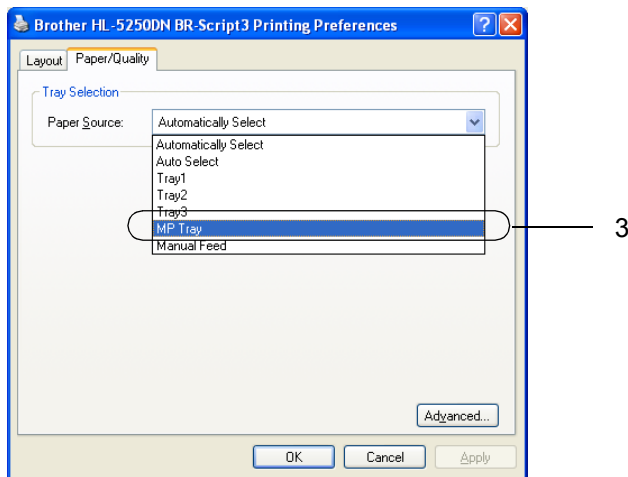 Brother HL-5250DN BR-Script3 Printing Preferences
Layout Paper/Quality
Tray Selection
Paper Source: Automatically Select
Automatically Select
Auto Select
Tray1
Tray2
Tray3
MP Tray
3
Manual Feed
Advanced...
OK Cancel Apply